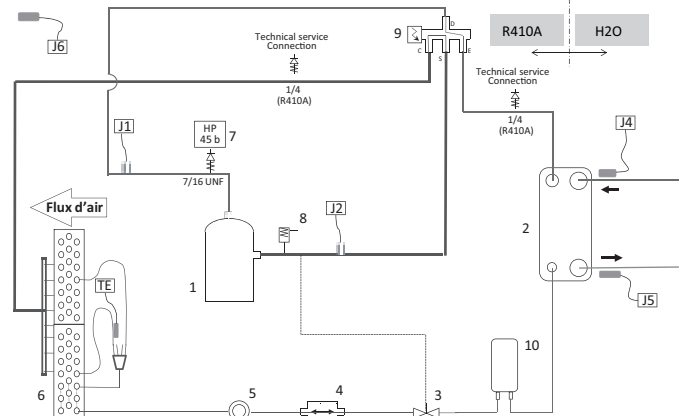 J6
Technical service
Connection
1/4
(R410A)
9
D
C
S
E
R410A
H2O
Technical service
Connection
1/4
(R410A)
J1
HP
45 b
7
7/16 UNF
J4
Flux d'air
J2
8
2
1
TE
J5
10
6
5
4
3